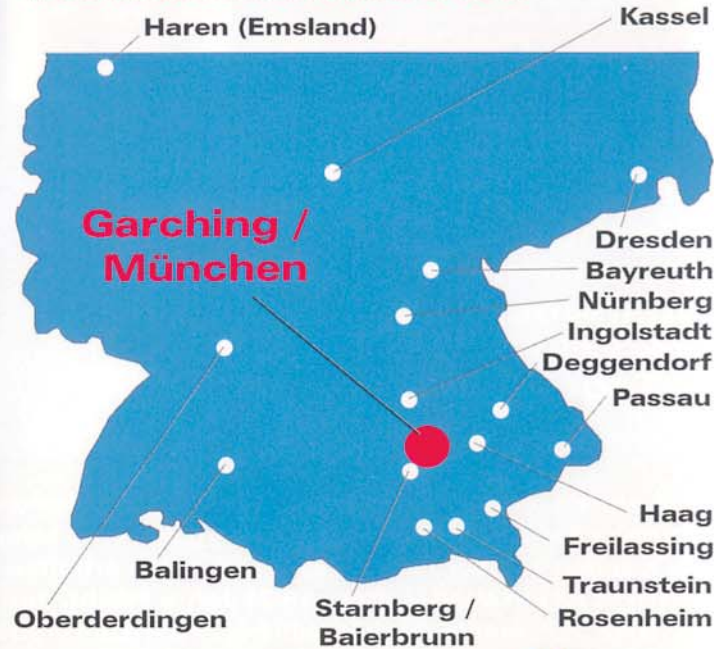 Haren (Emsland)
Kassel
Garching /
München
Dresden
Bayreuth
Nürnberg
Ingolstadt
Deggendorf
Passau
Haag
Freilassing
Traunstein
Rosenheim
Balingen
Oberderdingen
Starnberg /
Baierbrunn